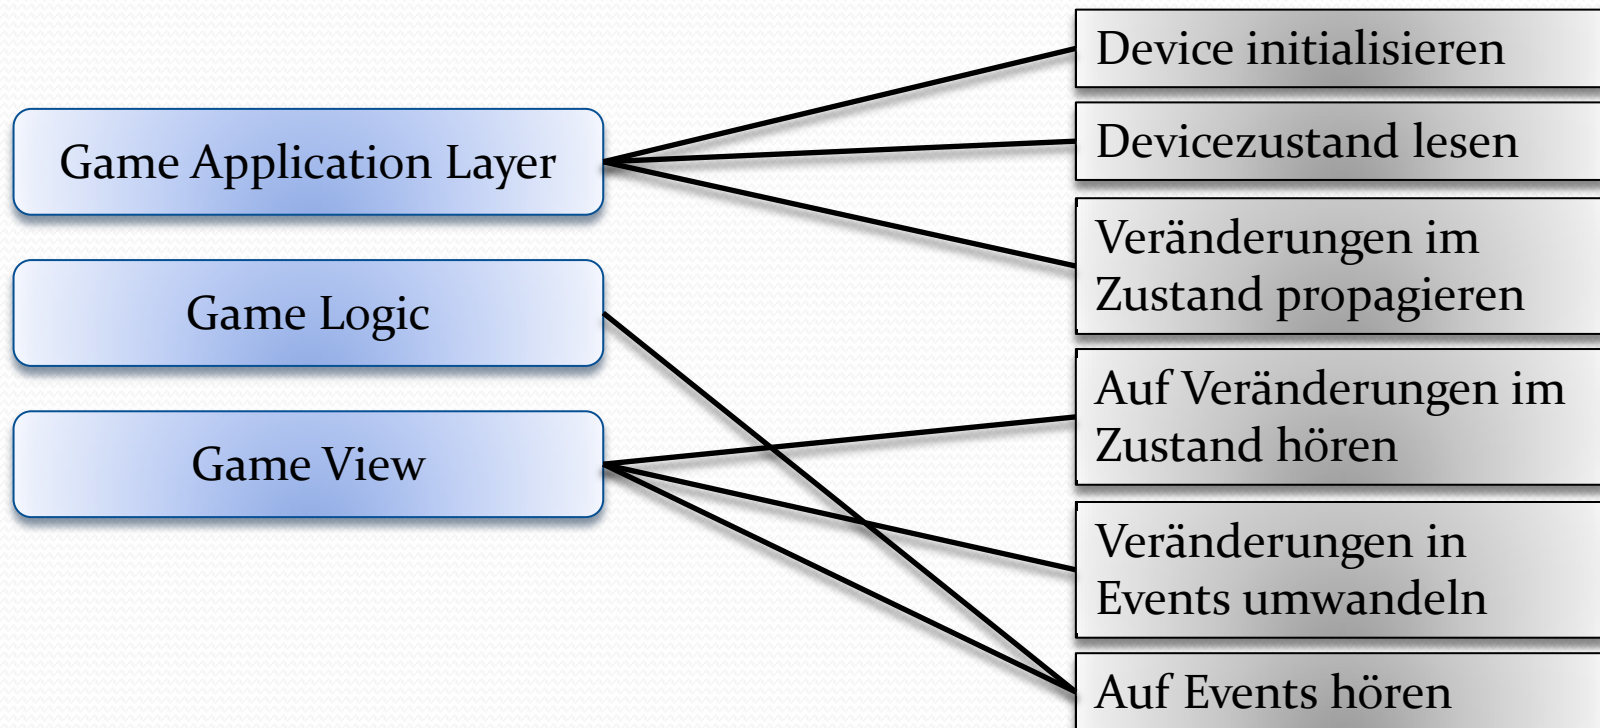 Game Application Layer
Game Logic
Game View
Device initialisieren
Devicezustand lesen
Veränderungen im
Zustand propagieren
Auf Veränderungen im
Zustand hören
Veränderungen in
Events umwandeln
Auf Events hören